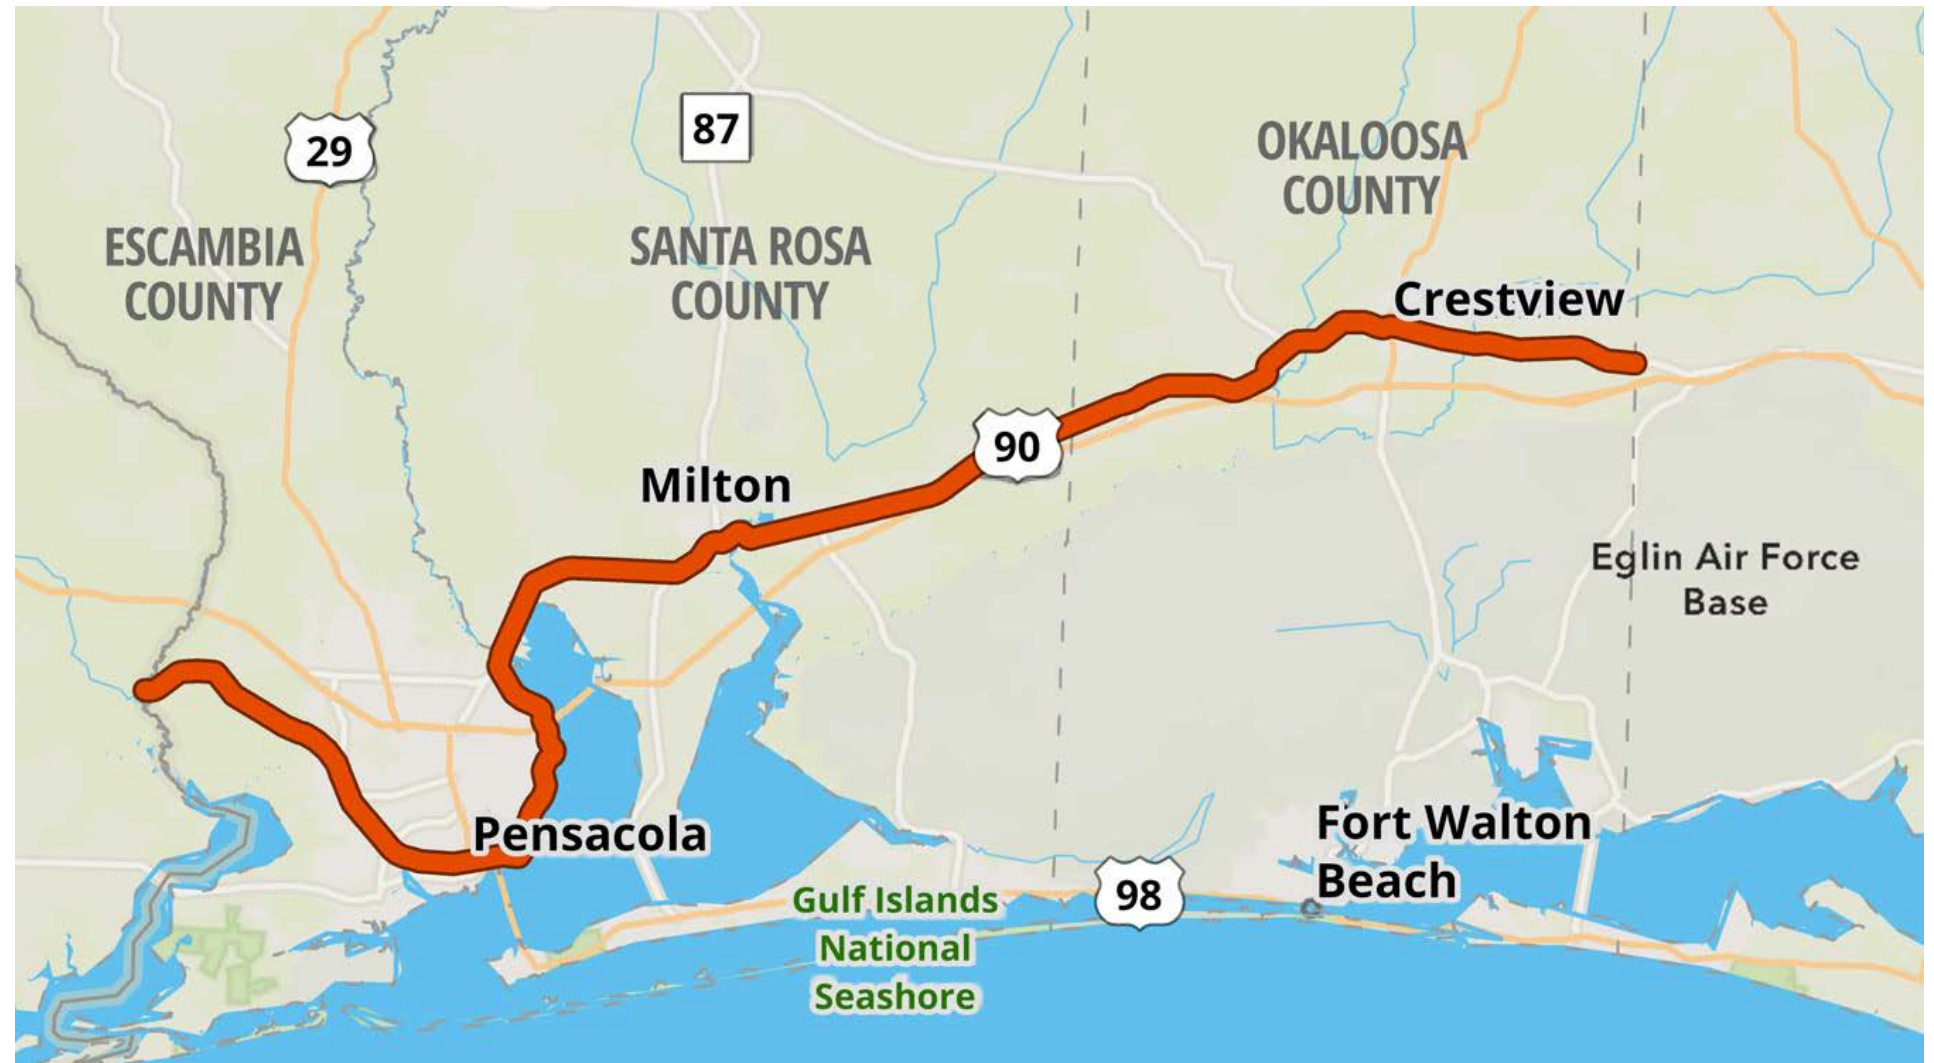 29
87
OKALOOSA
COUNTY
ESCAMBIA
COUNTY
SANTA ROSA
COUNTY
Crestview
90
Milton
Eglin Air Force
Base
Pensacola
Fort Walton
Beach
98
Gulf Islands
National
Seashore